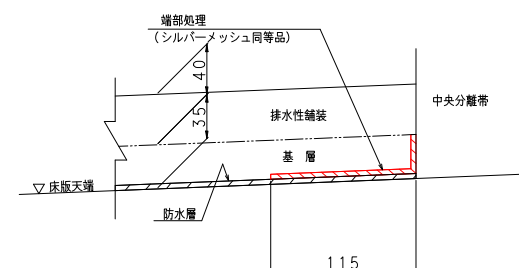 端部処理
(シルバーメッシュ同等品)
40
中央分離帯
35
排水性舗装
基 層
▽ 床版天端
防水層
115